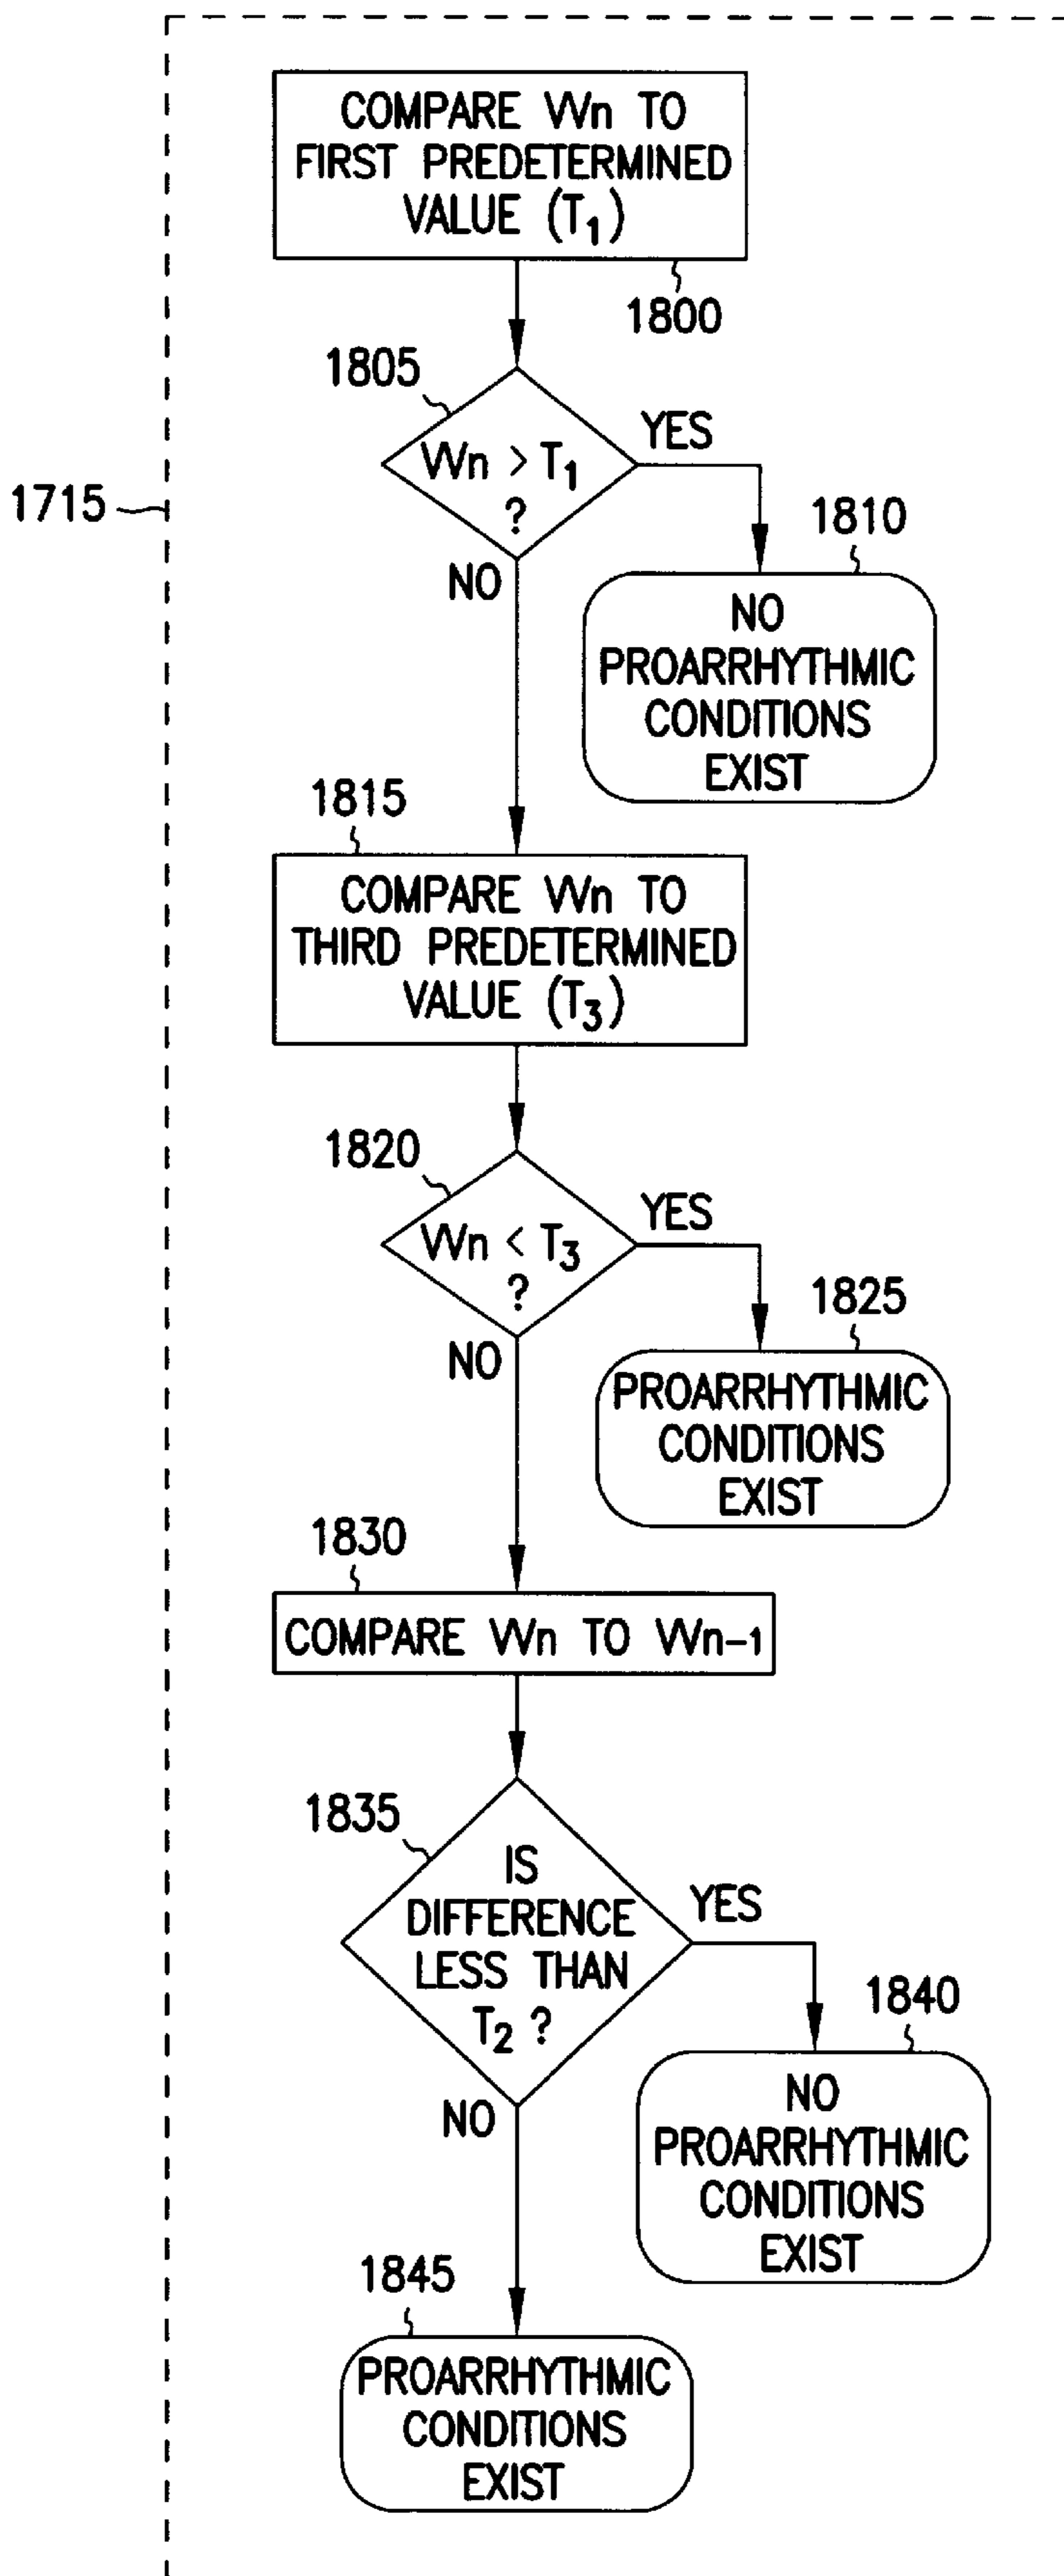 COMPARE Wn TO
FIRST PREDETERMINED
VALUE (T1)
1800
1805
Wn > T1
?
YES
NO
1715
1810
NO
PROARRHYTHMIC
CONDITIONS
EXIST
1815
COMPARE Wn TO
THIRD PREDETERMINED
VALUE (T3)
1820
Wn < T3
?
YES
NO
1825
PROARRHYTHMIC
CONDITIONS
EXIST
1830
COMPARE Wn TO Wn-1
1835
IS
DIFFERENCE
LESS THAN
T2 ?
YES
NO
1840
NO
PROARRHYTHMIC
CONDITIONS
EXIST
1845
PROARRHYTHMIC
CONDITIONS
EXIST